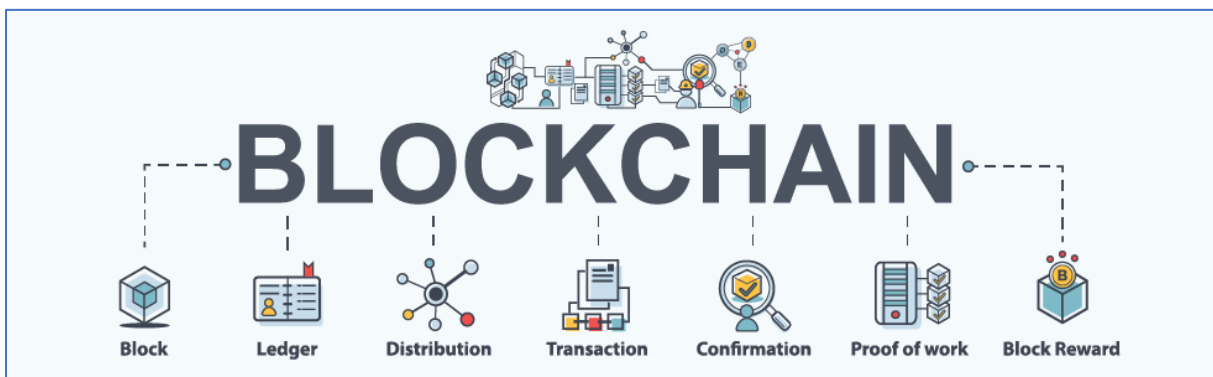 BLOCKCHAIN
Block
Ledger
Distribution
Transaction
Confirmation
Proof of work
Block Reward